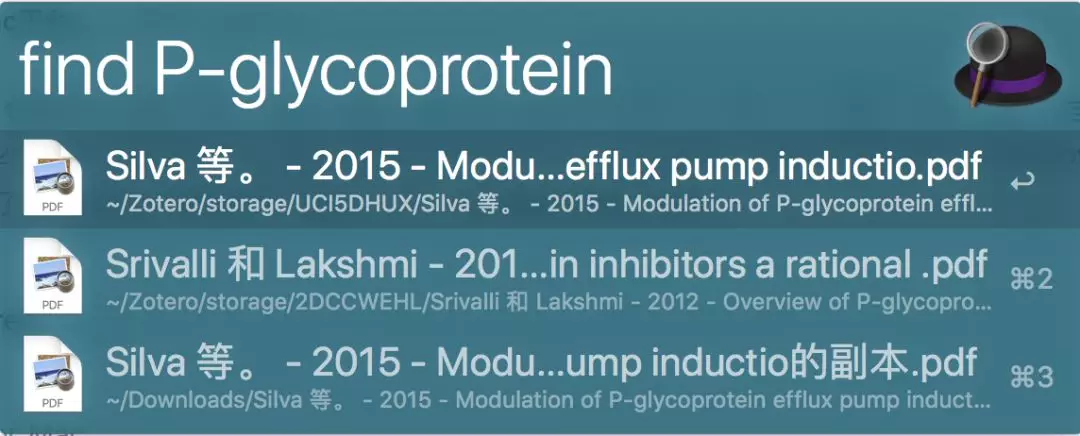 find P-glycoprotein
Silva 等。 - 2015 - Modu...efflux pump inductio.pdf
PDF
~/Zotero/storage/UCI5DHUX/Silva 等。 - 2015 - Modulation of P-glycoprotein effl...
Srivalli 和 Lakshmi - 201...in inhibitors a rational .pdf
⌘2
PDF
~/Zotero/storage/2DCCWEHL/Srivalli 和 Lakshmi - 2012 - Overview of P-glycopro...
Silva 等。 - 2015 - Modu...ump inductio的副本.pdf
⌘3
PDF
~/Downloads/Silva 等。 - 2015 - Modulation of P-glycoprotein efflux pump induct...